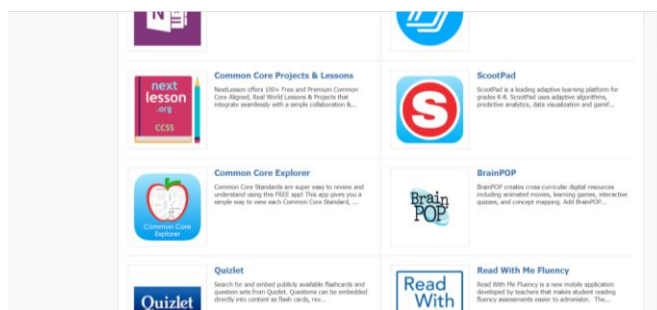 Common Core Projects & Lessons
NextLesson offers 100+ Free and Premium Common
Core Aligned, Real World Lessons & Projects that
integrate seamlessly with a simple collaboration &...
next
lesson
.org
CCSS
ScootPad
ScootPad is a leading adaptive learning platform for
grades K-8. ScootPad uses adaptive algorithms,
predictive analytics, data visualization and gamif...
S
Common Core Explorer
Common Core Standards are super easy to review and
understand using this FREE app! This app gives you a
simple way to view each Common Core Standard, ...
Common Core
Explorer
BrainPOP
BrainPOP creates cross-curricular digital resources
including animated movies, learning games, interactive
quizzes, and concept mapping. Add BrainPOP...
Brain
POP
Quizlet
Search for and embed publicly available flashcards and
question sets from Quizlet. Questions can be embedded
directly into content as flash cards, rev...
Quizlet
Read With Me Fluency
Read With Me Fluency is a new mobile application
developed by teachers that makes student reading
fluency assessments easier to administer. The...
Read
With